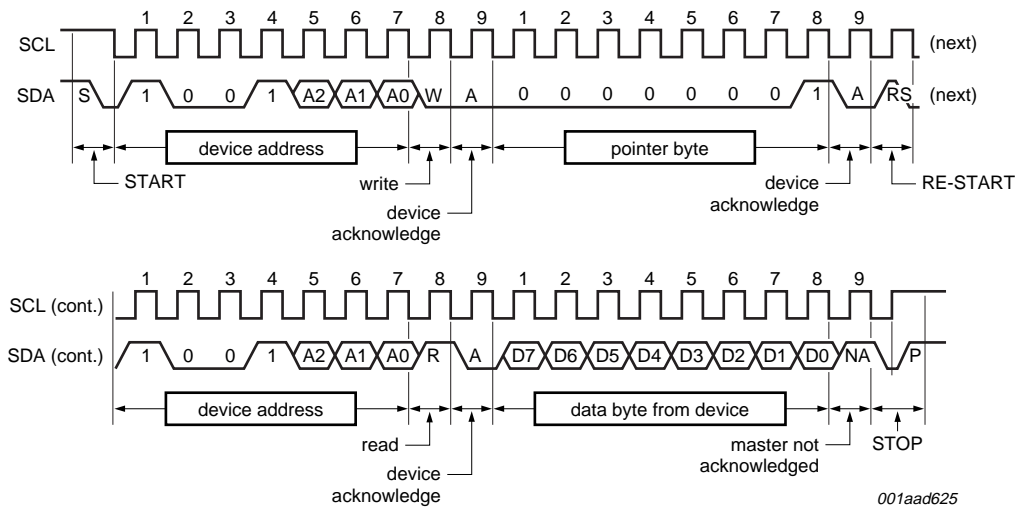 1 2 3 4 5 6 7 8 9 1 2 3 4 5 6 7 8 9
SCL (next)
SDA S 1 0 0 1 A2 A1 A0 W A 0 0 0 0 0 0 0 1 A RS (next)
device address pointer byte
START write device RE-START
device acknowledge
acknowledge
1 2 3 4 5 6 7 8 9 1 2 3 4 5 6 7 8 9
SCL (cont.)
SDA (cont.) 1 0 0 1 A2 A1 A0 R A D7 D6 D5 D4 D3 D2 D1 D0 NA P
device address data byte from device
read master not STOP
device acknowledged
acknowledge
001aad625